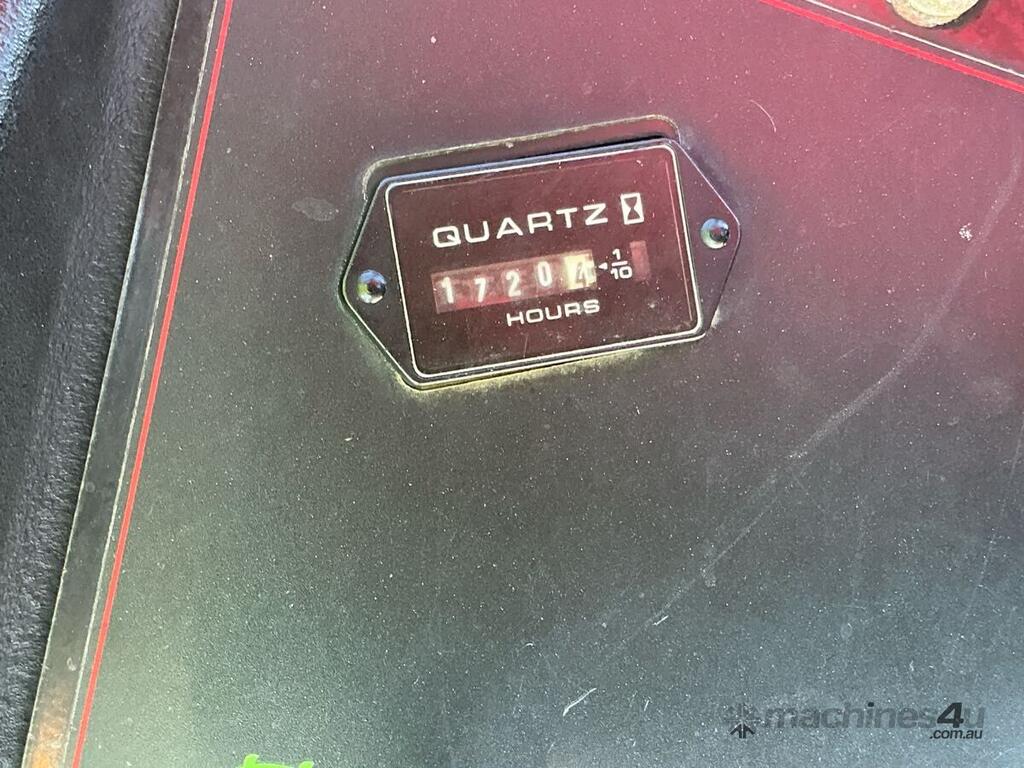 QUARTZ
1720
1/10
HOURS
machines4u
.com.au